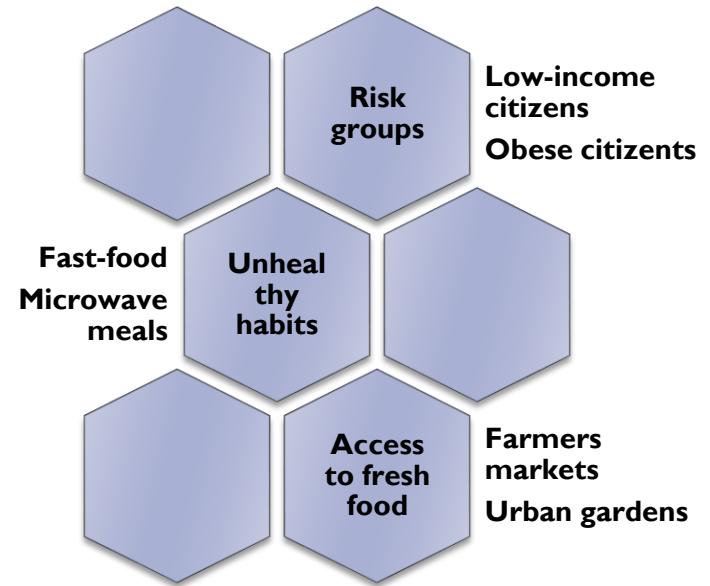 Risk
groups
Low-income
citizens
Obese citizents
Fast-food
Microwave
meals
Unheal
thy
habits
Access
to fresh
food
Farmers
markets
Urban gardens